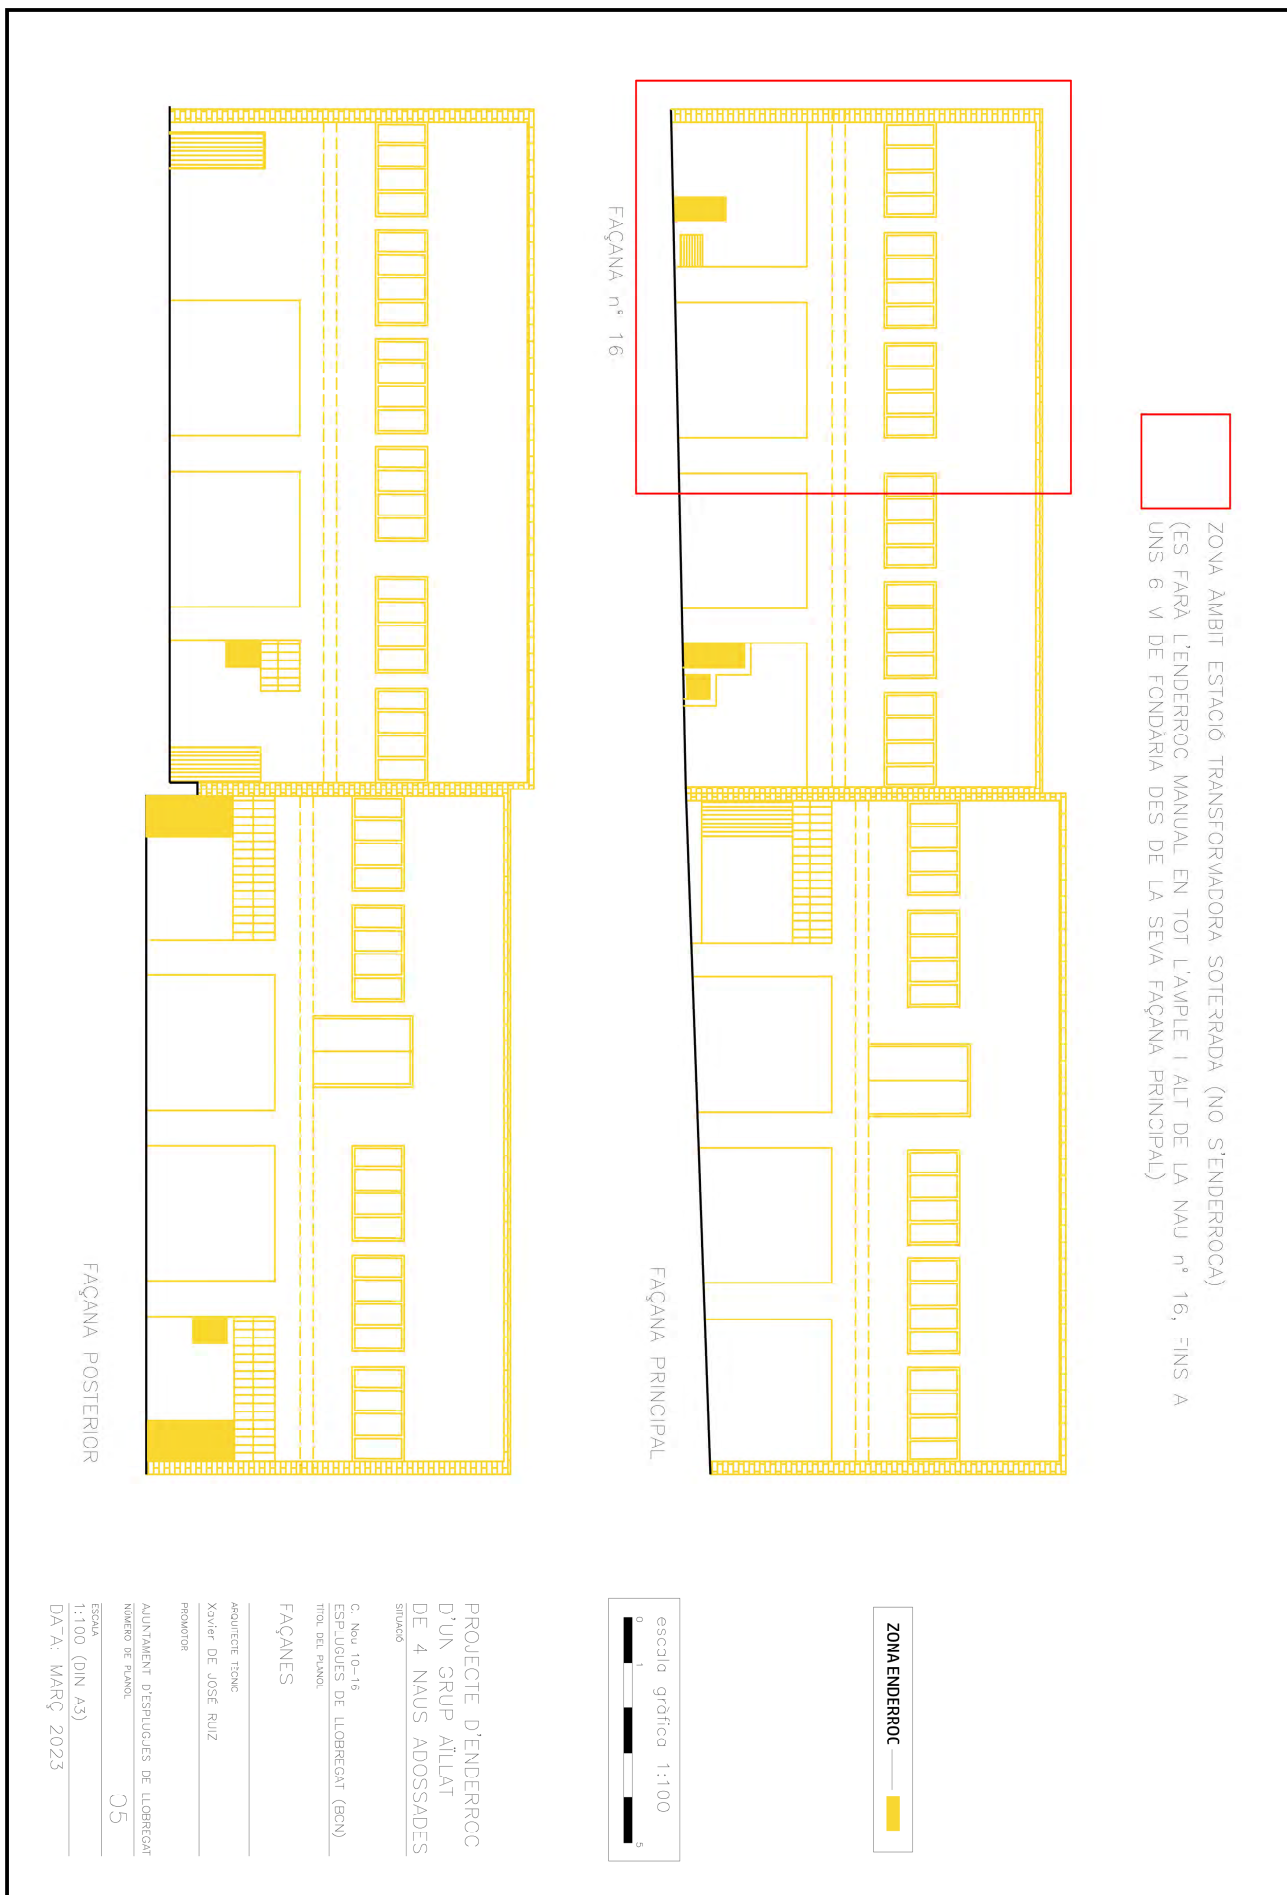 ZONA ÀMBIT ESTACIÓ TRANSFORMADORA SOTERRADA (NO S'ENDERROCA)
(ES FARÀ L'ENDERROC MANUAL EN TOT L'AMPLE I ALT DE LA NAU nº 16, FINS A
UNS 6 M DE FONDÀRIA DES DE LA SEVA FAÇANA PRINCIPAL)
FAÇANA nº 16
FAÇANA PRINCIPAL
FAÇANA POSTERIOR
ZONA ENDERROC
escala gràfica 1:100
0 1 5
PROJECTE D'ENDERROC
D'UN GRUP AÏLLAT
DE 4 NAUS ADOSSADES
SITUACIÓ
C. Nou 10-16
ESPLUGUES DE LLOBREGAT (BCN)
TÍTOL DEL PLÀNOL
FAÇANES
ARQUITECTE TÈCNIC
Xavier DE JOSÉ RUIZ
PROMOTOR
AJUNTAMENT D'ESPLUGUES DE LLOBREGAT
NÚMERO DE PLÀNOL
05
ESCALA
1:100 (DIN A3)
DATA: MARÇ 2023